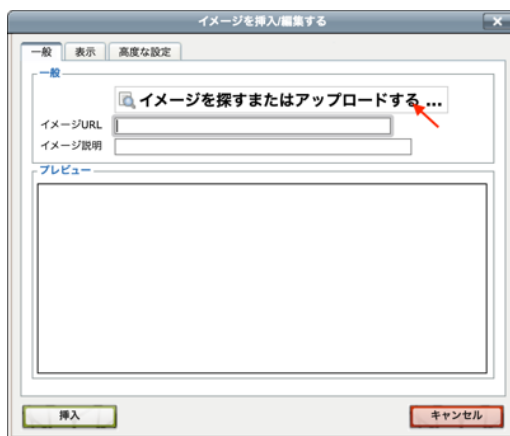 イメージを挿入/編集する
一般 表示 高度な設定
一般
イメージを探すまたはアップロードする ...
イメージURL
イメージ説明
プレビュー
挿入 キャンセル